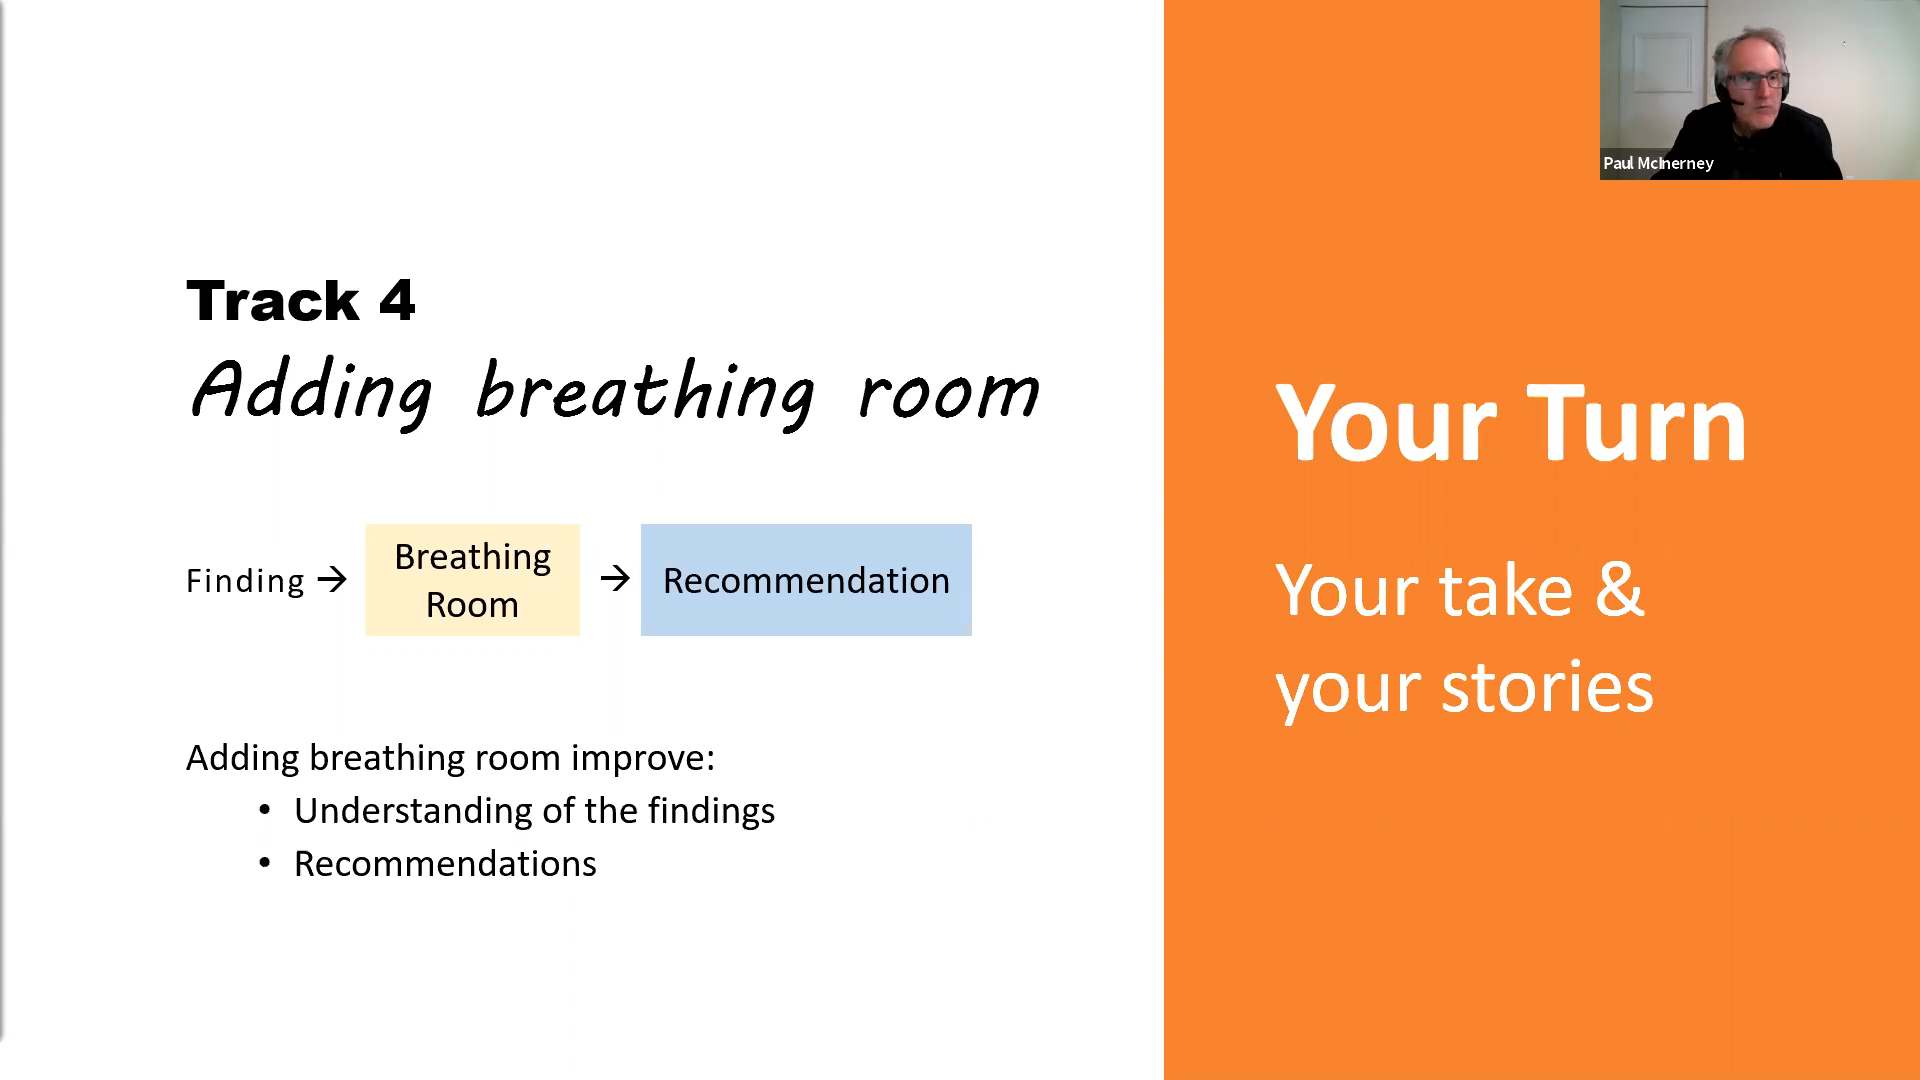 Track 4
Adding breathing room
Finding → Breathing Room → Recommendation
Adding breathing room improve:
• Understanding of the findings
• Recommendations
Your Turn
Your take &
your stories
Paul McInerney